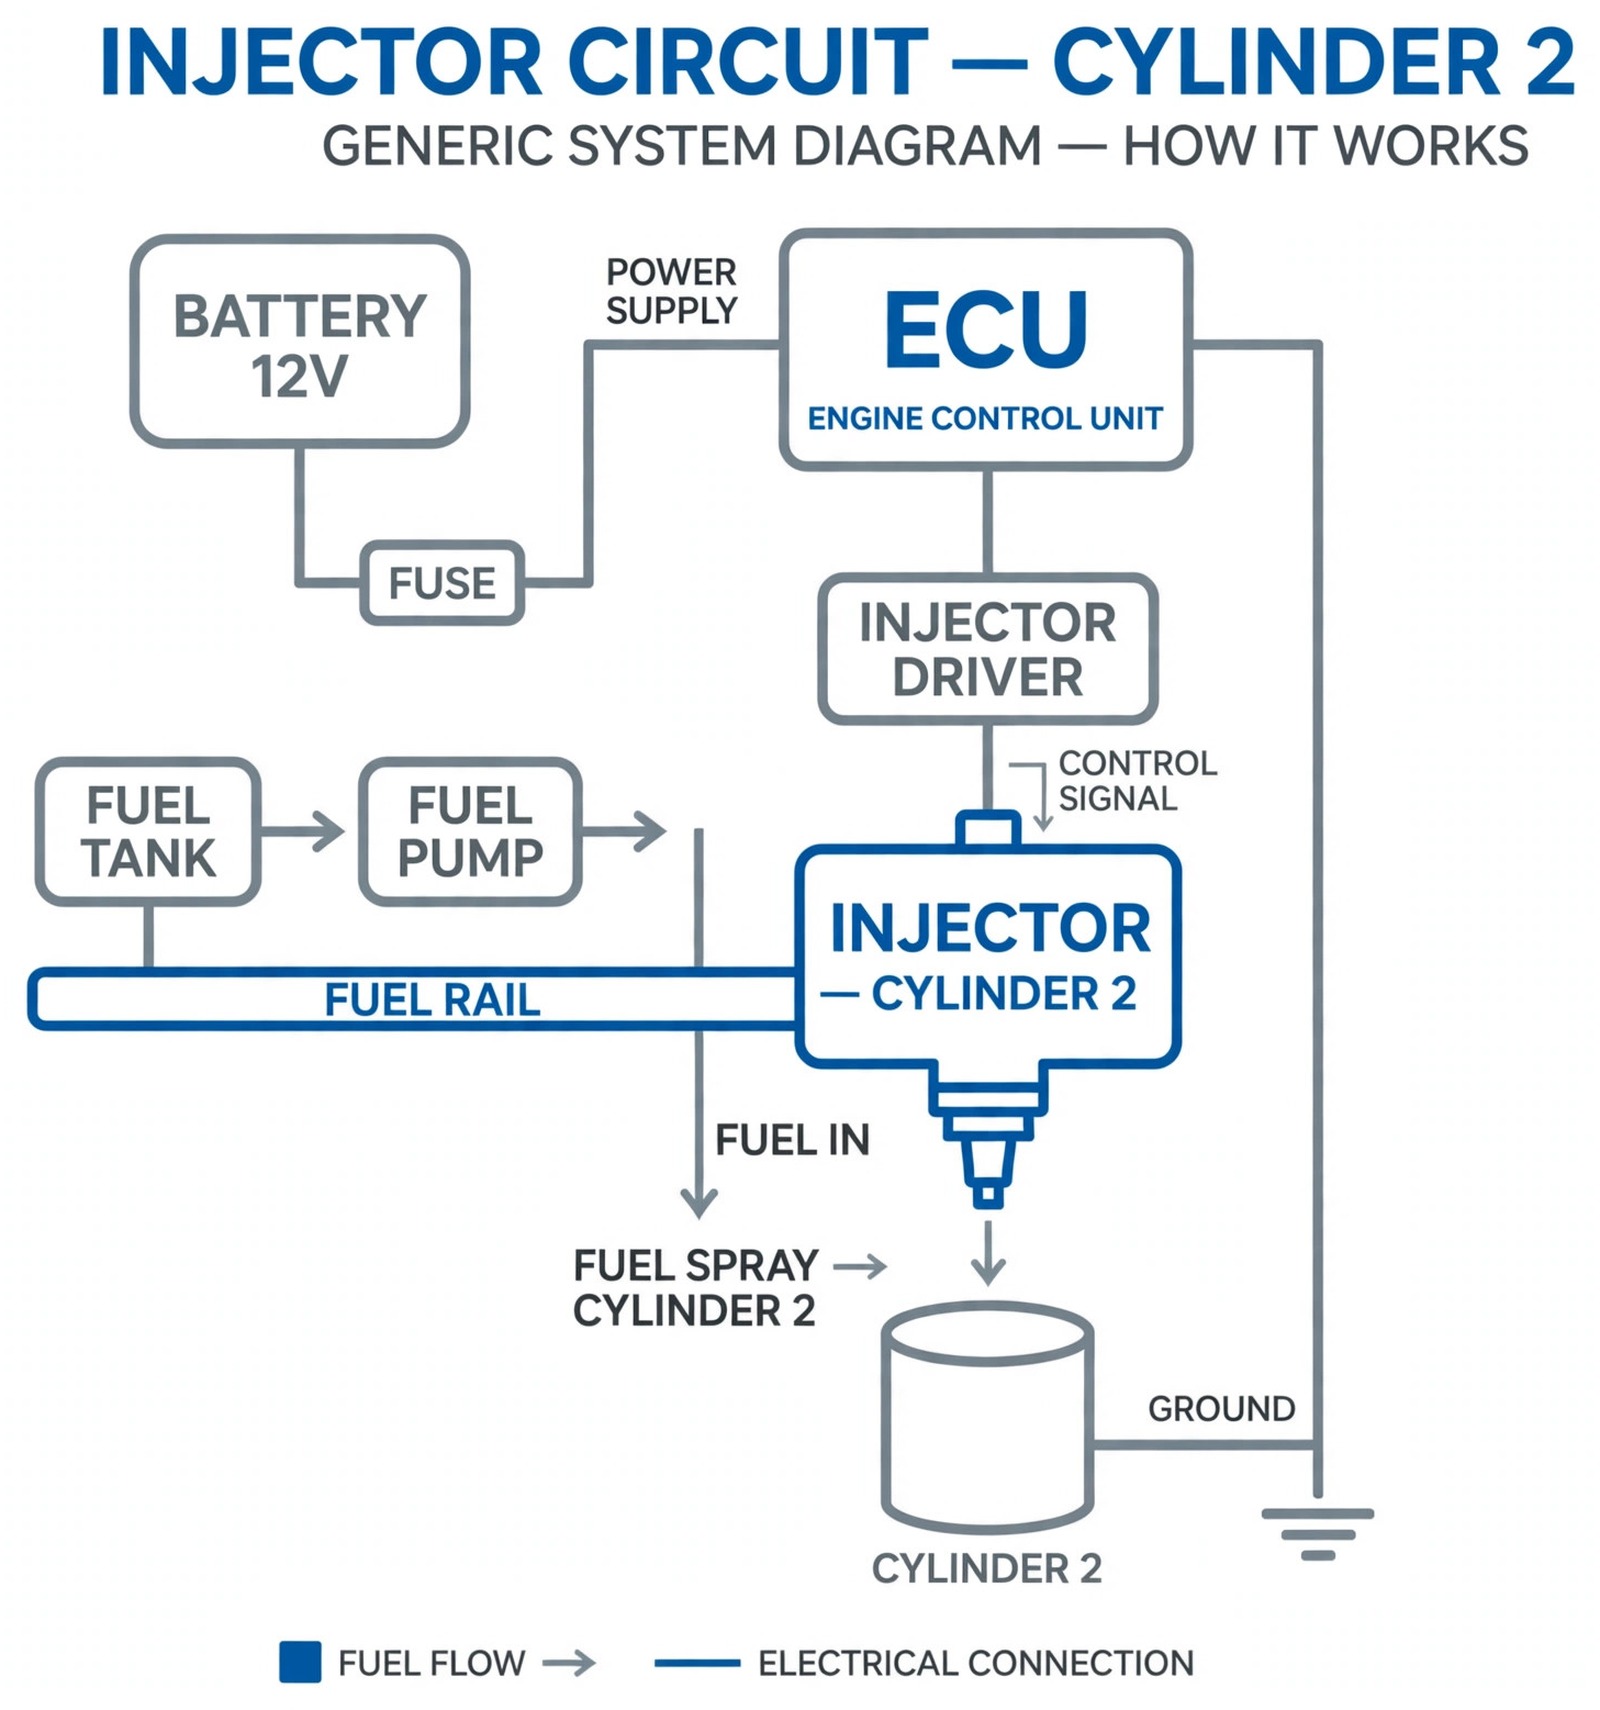 INJECTOR CIRCUIT — CYLINDER 2
GENERIC SYSTEM DIAGRAM — HOW IT WORKS
BATTERY
12V
POWER
SUPPLY
ECU
ENGINE CONTROL UNIT
FUSE
INJECTOR
DRIVER
CONTROL
SIGNAL
FUEL
TANK
FUEL
PUMP
INJECTOR
— CYLINDER 2
FUEL RAIL
FUEL IN
FUEL SPRAY
CYLINDER 2
GROUND
CYLINDER 2
FUEL FLOW
ELECTRICAL CONNECTION